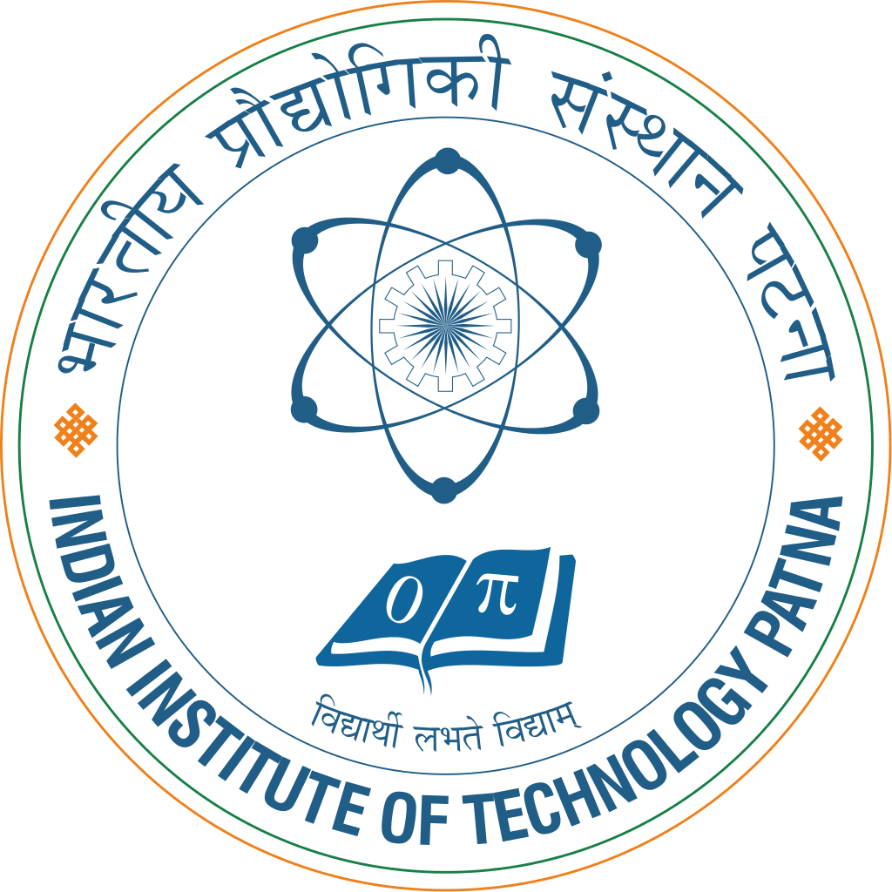 भारतीय प्रौद्योगिकी संस्थान पटना
0 π
विद्यार्थी लभते विद्याम्
INDIAN INSTITUTE OF TECHNOLOGY PATNA